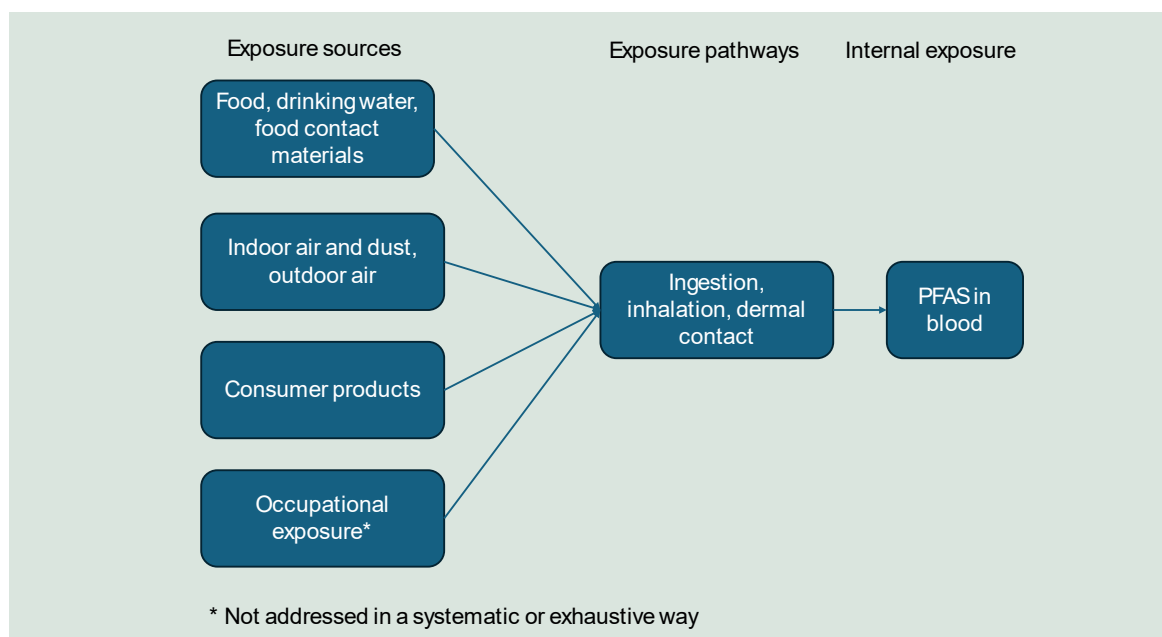 Exposure sources
Exposure pathways
Internal exposure
Food, drinking water,
food contact
materials
Indoor air and dust,
outdoor air
Consumer products
Occupational
exposure*
Ingestion,
inhalation, dermal
contact
PFAS in
blood
* Not addressed in a systematic or exhaustive way